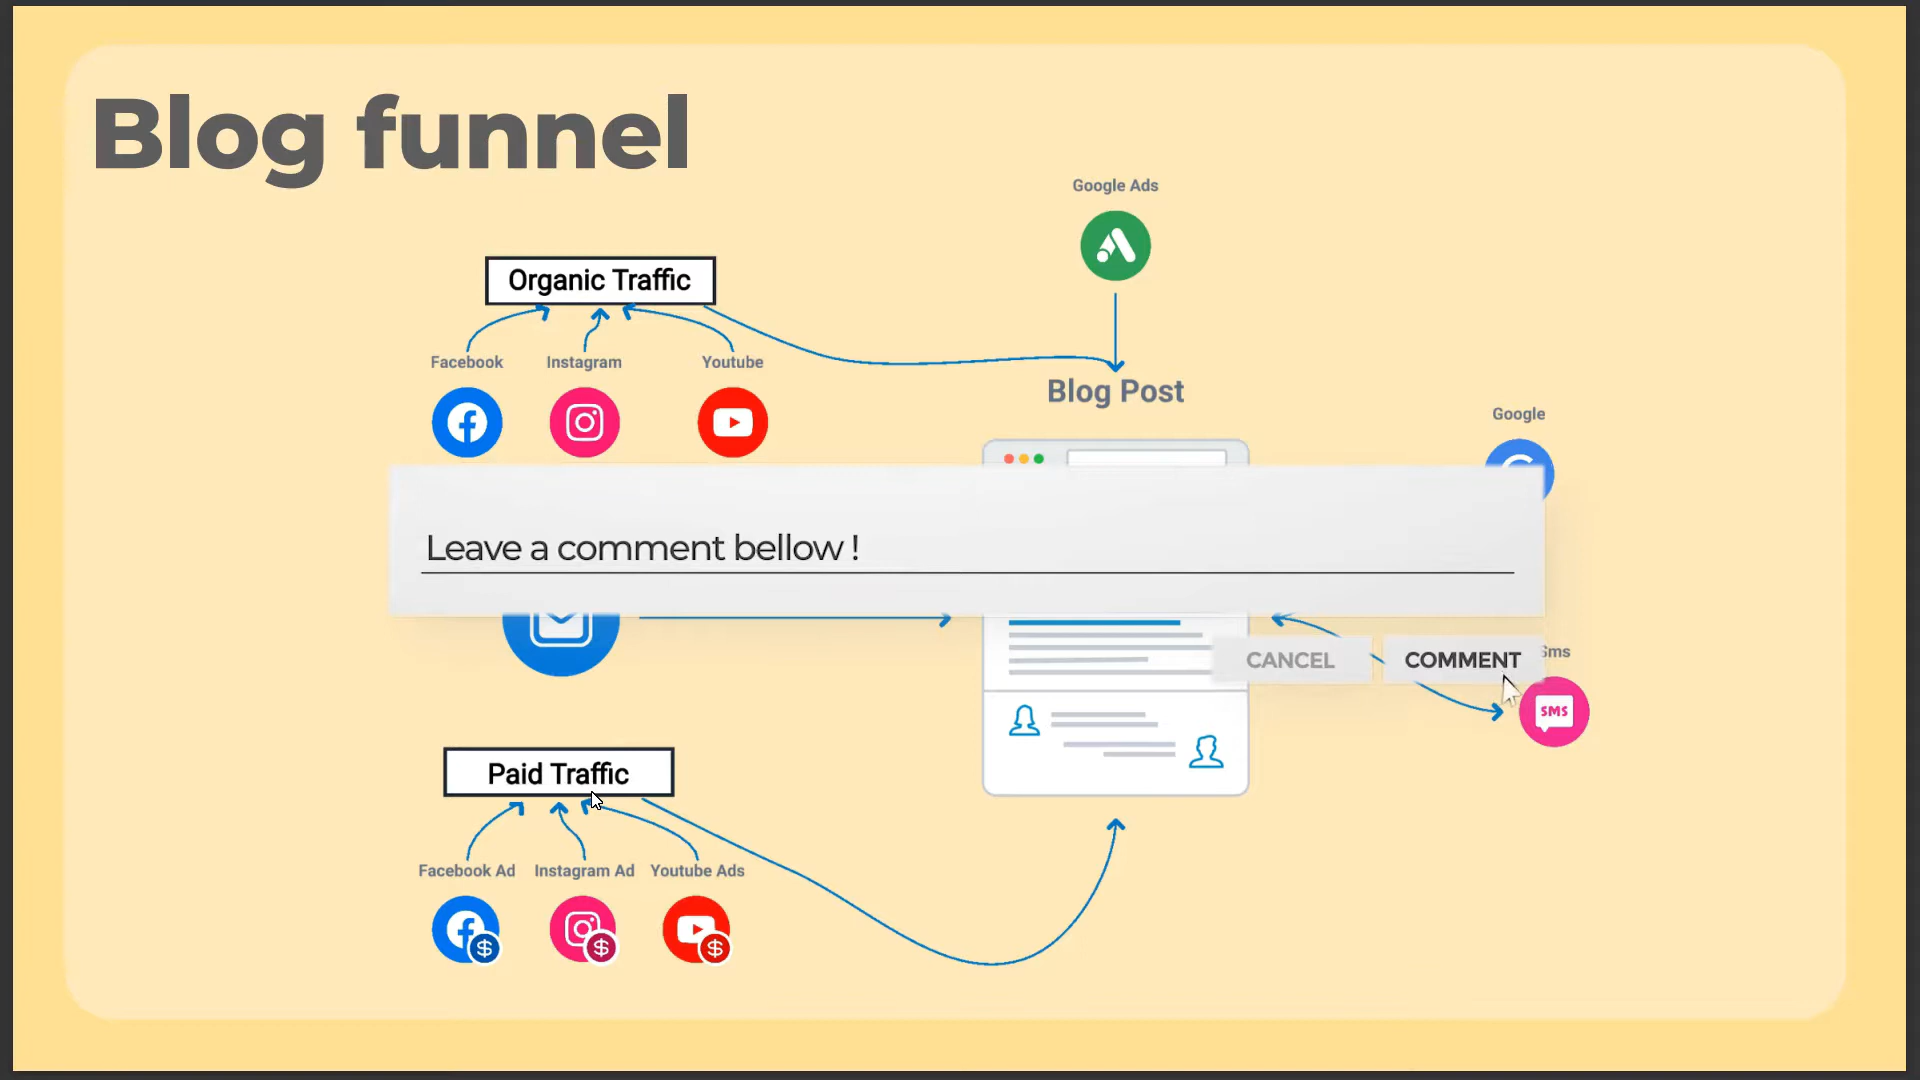 Blog funnel
Google Ads
Organic Traffic
Facebook
Instagram
Youtube
Blog Post
Google
Leave a comment bellow !
CANCEL
COMMENT
Sms
SMS
Paid Traffic
Facebook Ad
Instagram Ad
Youtube Ads